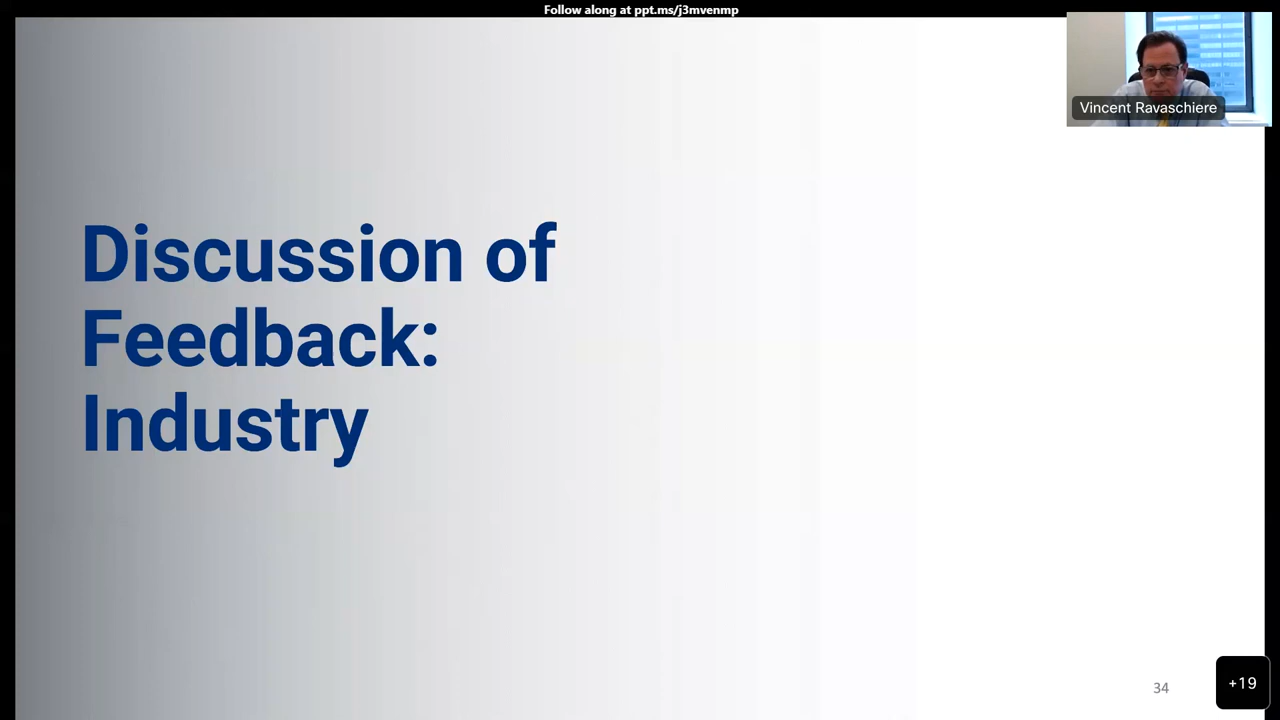 Follow along at ppt.ms/j3mvenmp
Vincent Ravaschiere
Discussion of
Feedback:
Industry
34
+19